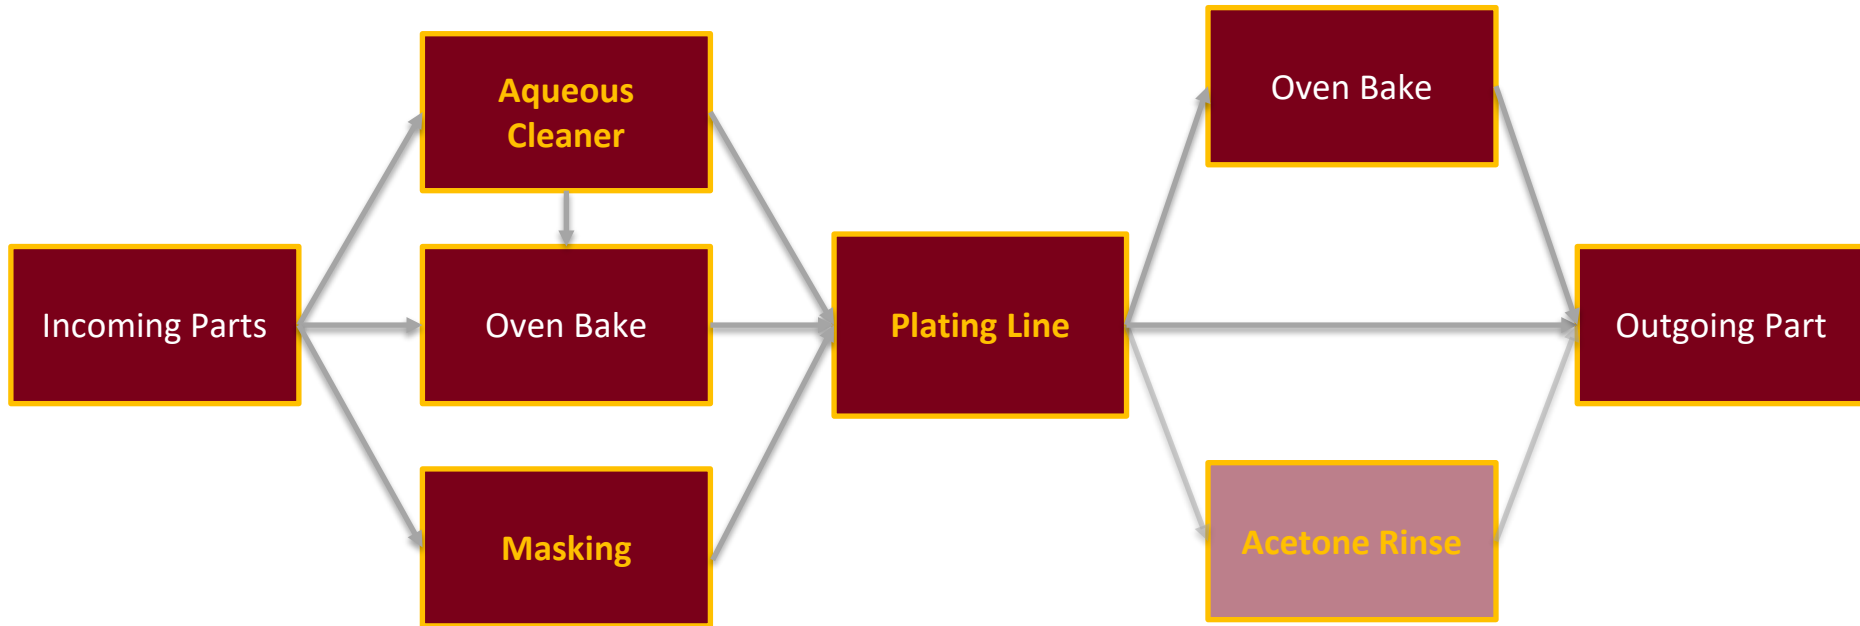 Incoming Parts
Aqueous
Cleaner
Oven Bake
Masking
Plating Line
Oven Bake
Acetone Rinse
Outgoing Part